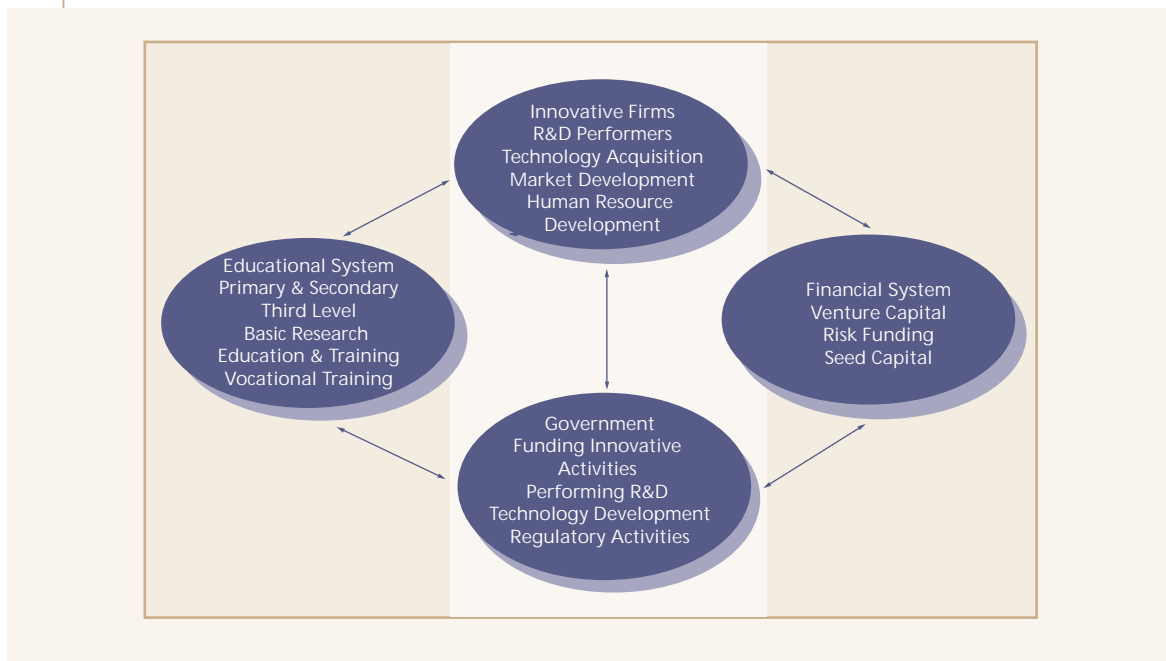 Innovative Firms
R&D Performers
Technology Acquisition
Market Development
Human Resource
Development
Educational System
Primary & Secondary
Third Level
Basic Research
Education & Training
Vocational Training
Financial System
Venture Capital
Risk Funding
Seed Capital
Government
Funding Innovative
Activities
Performing R&D
Technology Development
Regulatory Activities